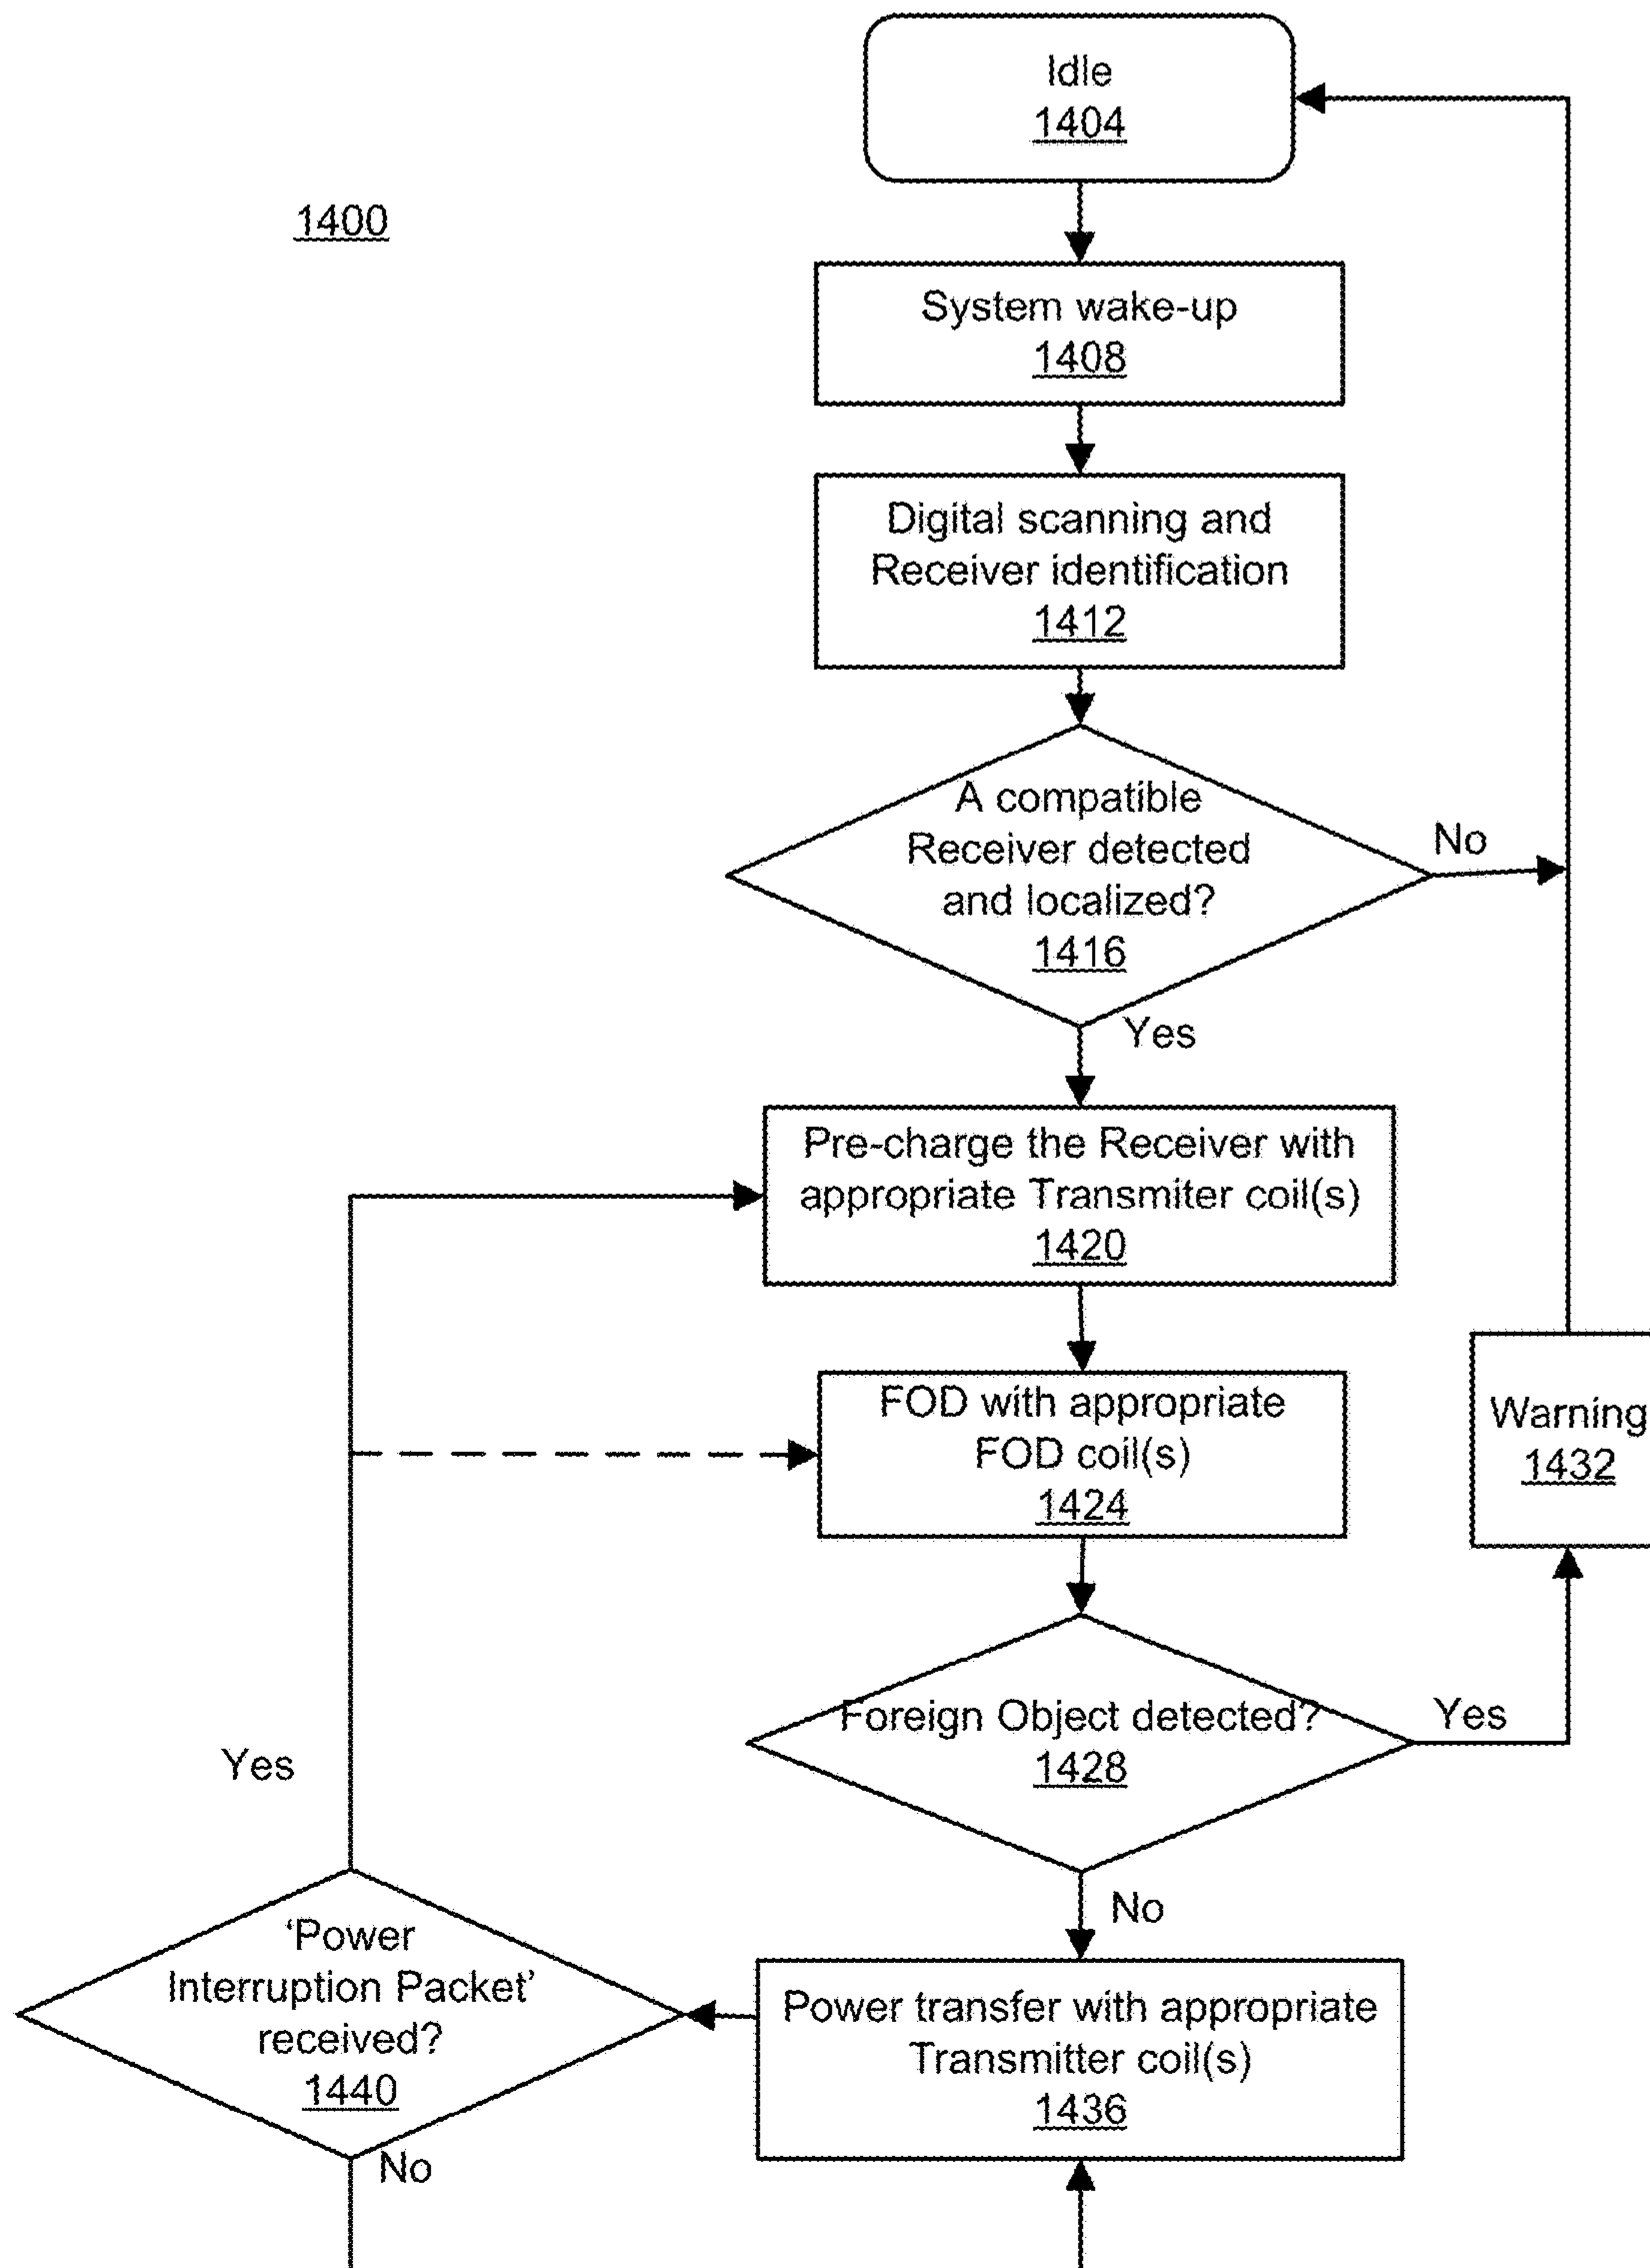 Idle
1404
1400
System wake-up
1408
Digital scanning and
Receiver identification
1412
A compatible
Receiver detected
and localized?
1416
No
Yes
Pre-charge the Receiver with
appropriate Transmiter coil(s)
1420
FOD with appropriate
FOD coil(s)
1424
Warning
1432
Foreign Object detected?
1428
Yes
Yes
No
'Power
Interruption Packet'
received?
1440
No
Power transfer with appropriate
Transmitter coil(s)
1436